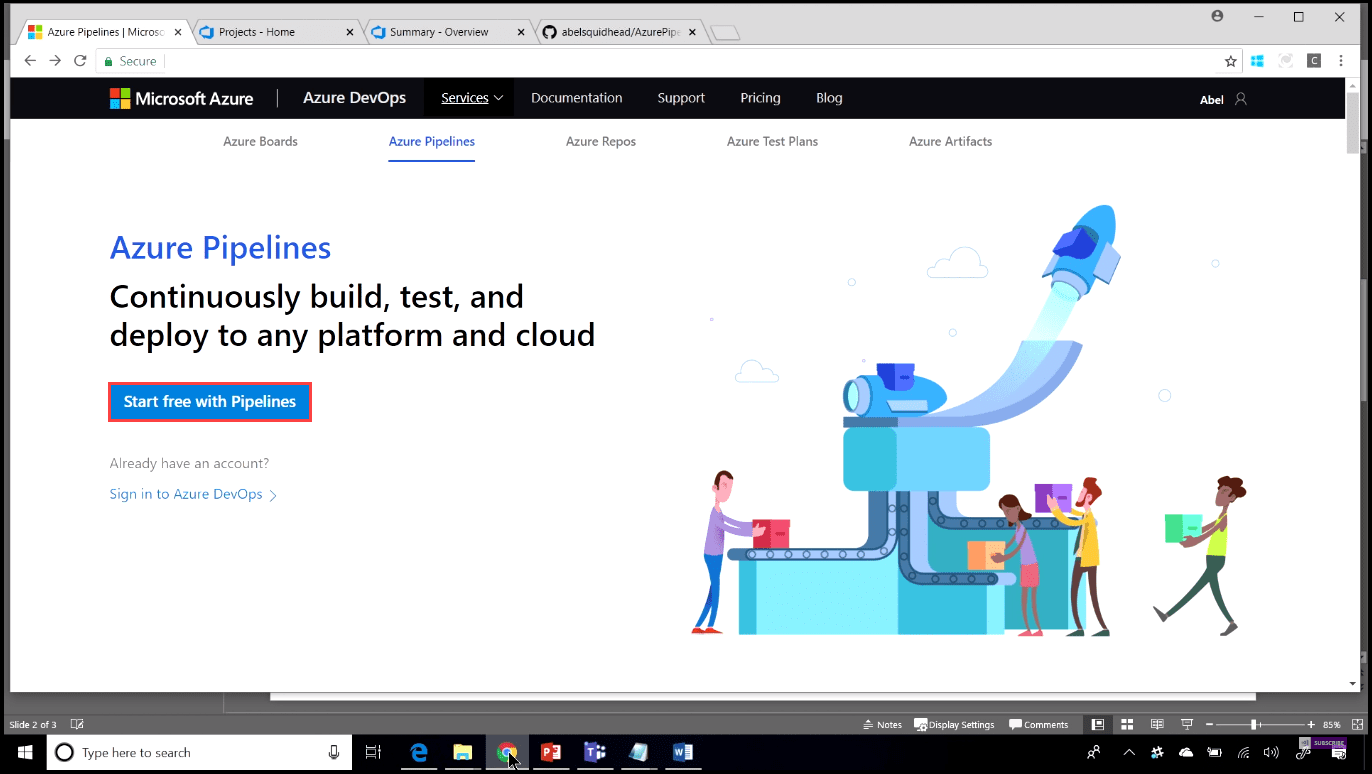 Azure Pipelines | Microso
Projects - Home
Summary - Overview
abelsquidhead/AzurePipe
Secure
C
Microsoft Azure
Azure DevOps
Services
Documentation
Support
Pricing
Blog
Abel
Azure Boards
Azure Pipelines
Azure Repos
Azure Test Plans
Azure Artifacts
Azure Pipelines
Continuously build, test, and
deploy to any platform and cloud
Start free with Pipelines
Already have an account?
Sign in to Azure DevOps
Slide 2 of 3
Notes
Display Settings
Comments
85%
Type here to search
SUBSCRIBE